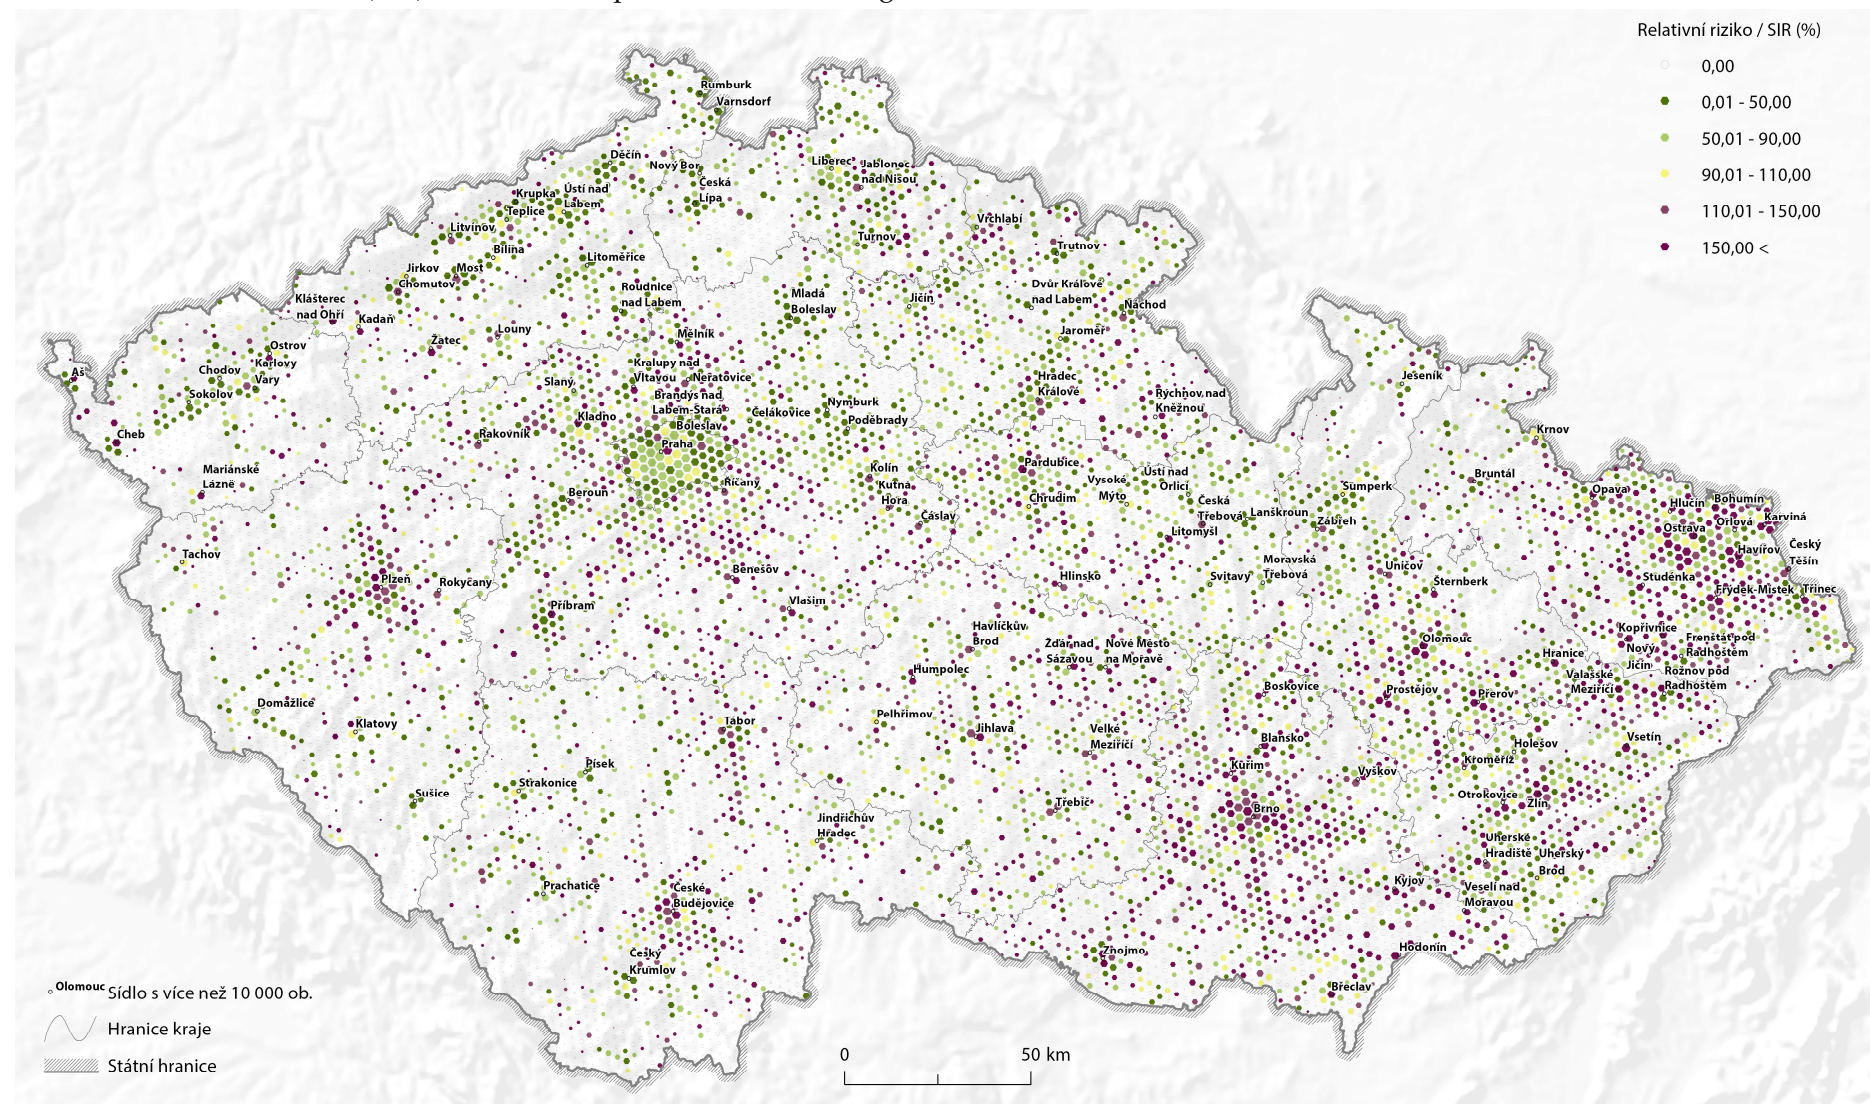 Relativní riziko / SIR (%)
0,00
0,01 - 50,00
50,01 - 90,00
90,01 - 110,00
110,01 - 150,00
150,00 <
Rumburk
Varnsdorf
Děčín
Nový Bor
Liberec
Jablonec
nad Nisou
Česká
Lípa
Krupka
Ústí nad
Labem
Teplice
Litvínov
Vrchlabí
Turnov
Trutnov
Bílina
Litoměřice
Jirkov
Most
Chomutov
Roudnice
nad Labem
Mladá
Boleslav
Jičín
Dvůr Králové
nad Labem
Náchod
Klášterec
nad Ohří
Kadaň
Louny
Žatec
Mělník
Jaroměř
Ostrov
Karlovy
Vary
Chodov
Sokolov
Aš
Kralupy nad
Vltavou
Neratovice
Slaný
Brandýs nad
Labem-Stará
Boleslav
Čelákovice
Nymburk
Poděbrady
Hradec
Králové
Rychnov nad
Kněžnou
Jeseník
Kladno
Cheb
Rakovník
Praha
Krnov
Mariánské
Lázně
Kolín
Kutná
Hora
Říčany
Pardubice
Vysoké
Mýto
Ústí nad
Orlicí
Bruntál
Beroun
Chrudim
Česká
Třebová
Lanškroun
Šumperk
Opava
Hlučín
Bohumín
Čáslav
Litomyšl
Zábřeh
Ostrava
Orlová
Karviná
Tachov
Havířov
Český
Těšín
Plzeň
Rokycany
Benešov
Hlinsko
Svitavy
Moravská
Třebová
Uničov
Šternberk
Studénka
Frýdek-Místek
Třinec
Příbram
Vlašim
Havlíčkův
Brod
Žďár nad
Sázavou
Nové Město
na Moravě
Olomouc
Kopřivnice
Nový
Jičín
Frenštát pod
Radhoštěm
Hranice
Humpolec
Valašské
Meziříčí
Rožnov pod
Radhoštěm
Boskovice
Prostějov
Přerov
Domažlice
Klatovy
Tábor
Pelhřimov
Jihlava
Velké
Meziříčí
Blansko
Holešov
Vsetín
Kuřim
Vyškov
Kroměříž
Písek
Strakonice
Sušice
Otrokovice
Zlín
Třebíč
Brno
Jindřichův
Hradec
Uherské
Hradiště
Uherský
Brod
Prachatice
České
Budějovice
Kyjov
Veselí nad
Moravou
Český
Krumlov
Znojmo
Hodonín
Břeclav
Olomouc
Sídlo s více než 10 000 ob.
Hranice kraje
Státní hranice
0
50 km